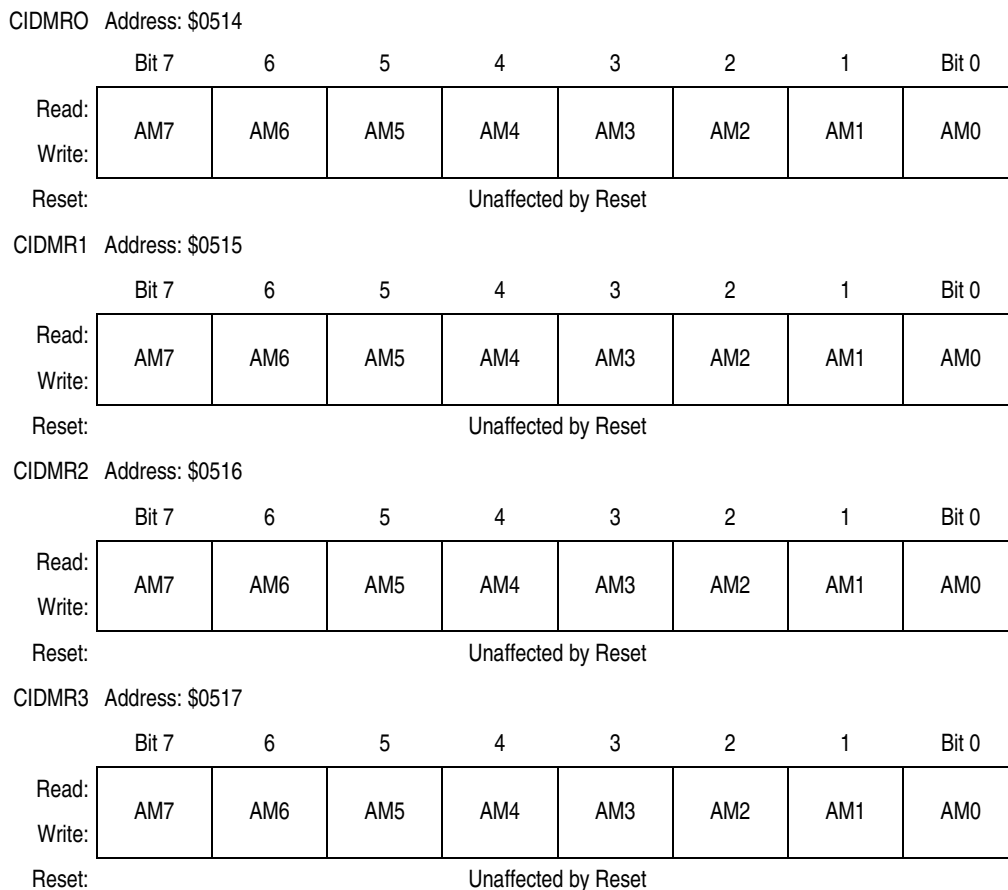 CIDMRO Address: $0514
Bit 7 6 5 4 3 2 1 Bit 0
Read:
AM7 AM6 AM5 AM4 AM3 AM2 AM1 AM0
Write:
Reset: Unaffected by Reset
CIDMR1 Address: $0515
Bit 7 6 5 4 3 2 1 Bit 0
Read:
AM7 AM6 AM5 AM4 AM3 AM2 AM1 AM0
Write:
Reset: Unaffected by Reset
CIDMR2 Address: $0516
Bit 7 6 5 4 3 2 1 Bit 0
Read:
AM7 AM6 AM5 AM4 AM3 AM2 AM1 AM0
Write:
Reset: Unaffected by Reset
CIDMR3 Address: $0517
Bit 7 6 5 4 3 2 1 Bit 0
Read:
AM7 AM6 AM5 AM4 AM3 AM2 AM1 AM0
Write:
Reset: Unaffected by Reset